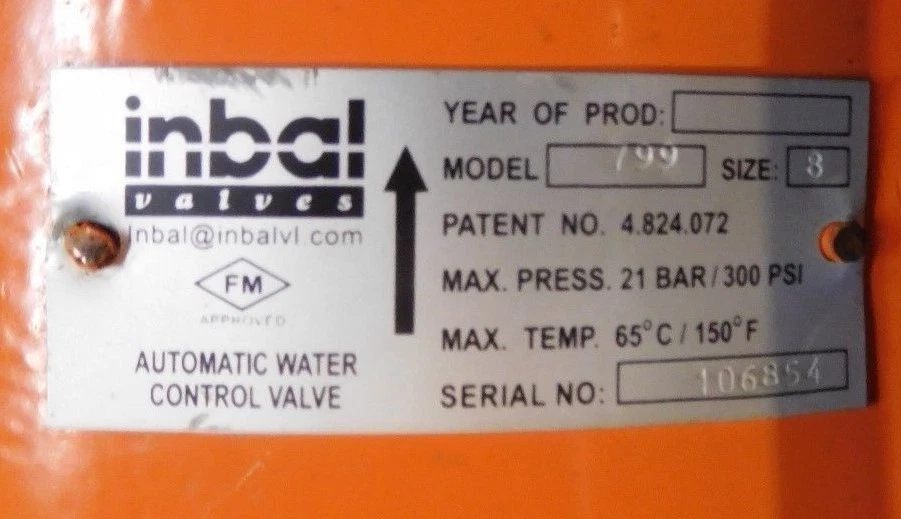 inbal
valves
Inbal@inbalvl.com
FM
APPROVED
AUTOMATIC WATER
CONTROL VALVE
YEAR OF PROD:
MODEL 799 SIZE: 8
PATENT NO. 4.824.072
MAX. PRESS. 21 BAR/300 PSI
MAX. TEMP. 65°C / 150°F
SERIAL NO: 106854